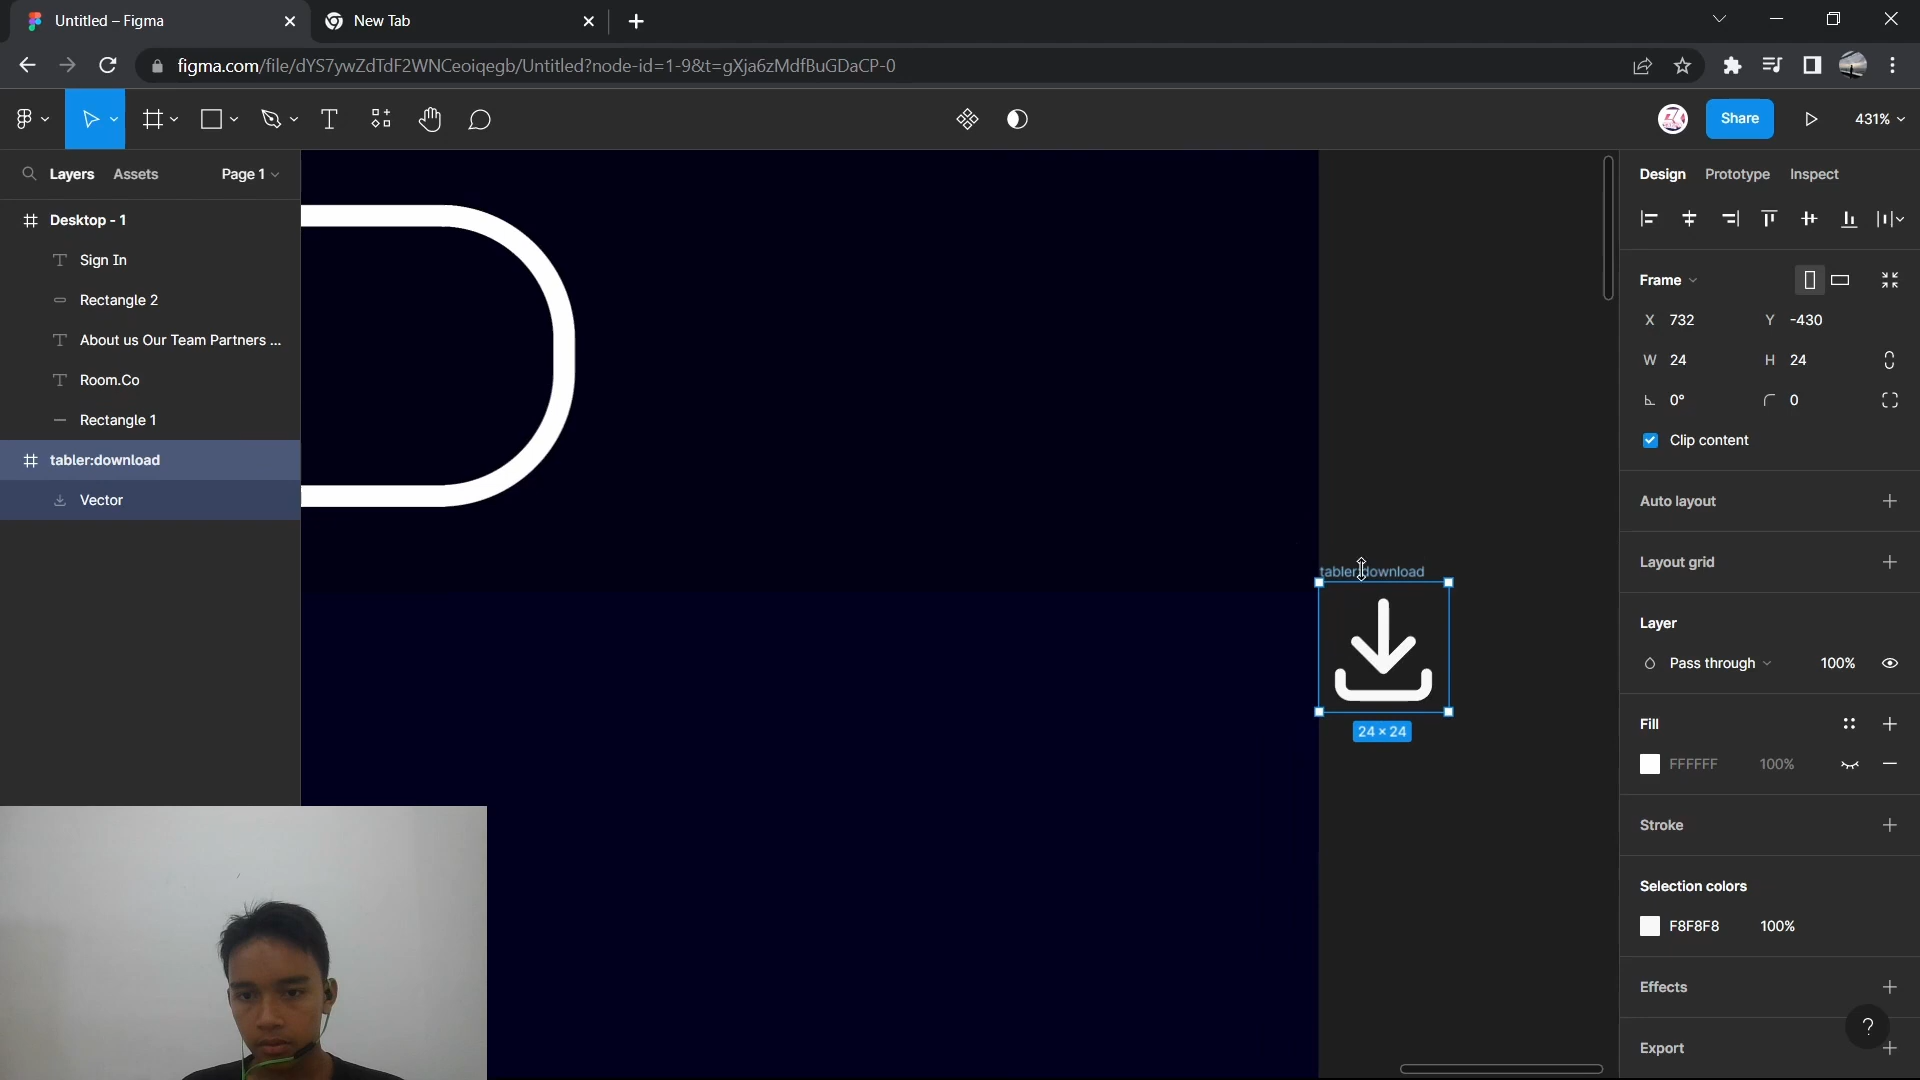 Untitled – Figma
New Tab
figma.com/file/dYS7ywZdTdF2WNCeoiqegb/Untitled?node-id=1-9&t=gXja6zMdfBuGDaCP-0
Share
431%
Layers Assets Page 1
Desktop - 1
Sign In
Rectangle 2
About us Our Team Partners ...
Room.Co
Rectangle 1
tabler:download
Vector
tabler:download
24 × 24
Design Prototype Inspect
Frame
X 732 Y -430
W 24 H 24
0° 0
Clip content
Auto layout
Layout grid
Layer
Pass through 100%
Fill
FFFFFF 100%
Stroke
Selection colors
F8F8F8 100%
Effects
?
Export